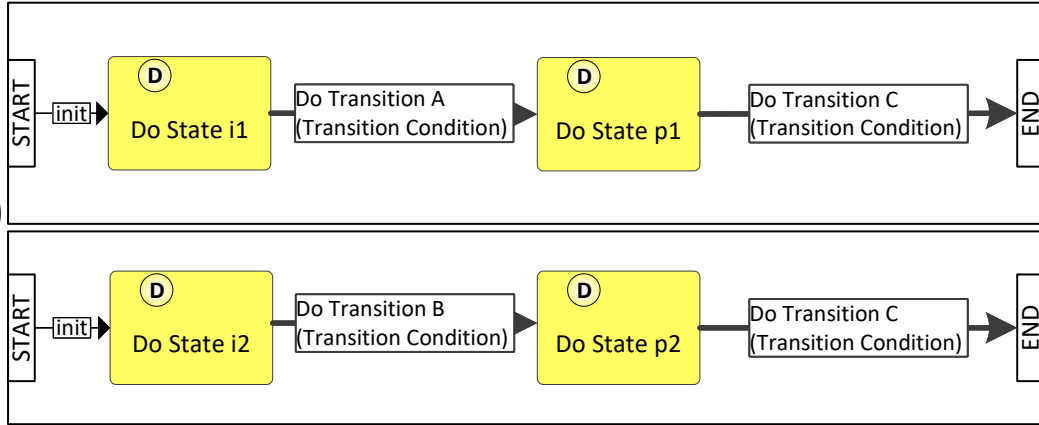 START
init
D
Do State i1
Do Transition A
(Transition Condition)
D
Do State p1
Do Transition C
(Transition Condition)
END
START
init
D
Do State i2
Do Transition B
(Transition Condition)
D
Do State p2
Do Transition C
(Transition Condition)
END